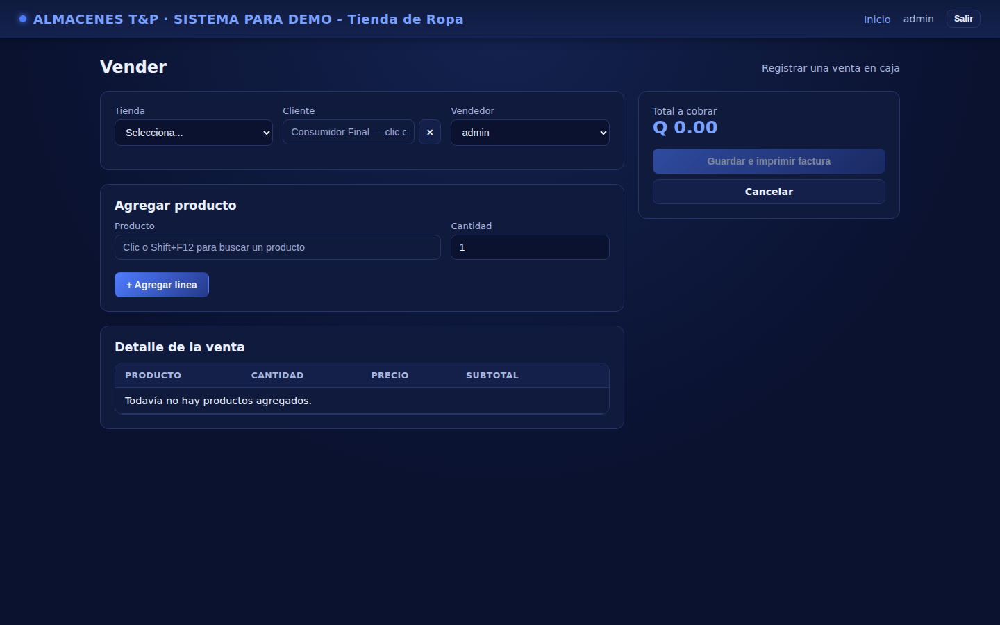 ALMACENES T&P · SISTEMA PARA DEMO - Tienda de Ropa
Inicio admin Salir
Vender
Registrar una venta en caja
Tienda Cliente Vendedor
Selecciona... Consumidor Final — clic × admin
Total a cobrar
Q 0.00
Guardar e imprimir factura
Cancelar
Agregar producto
Producto Cantidad
Clic o Shift+F12 para buscar un producto 1
+ Agregar línea
Detalle de la venta
PRODUCTO CANTIDAD PRECIO SUBTOTAL
Todavía no hay productos agregados.